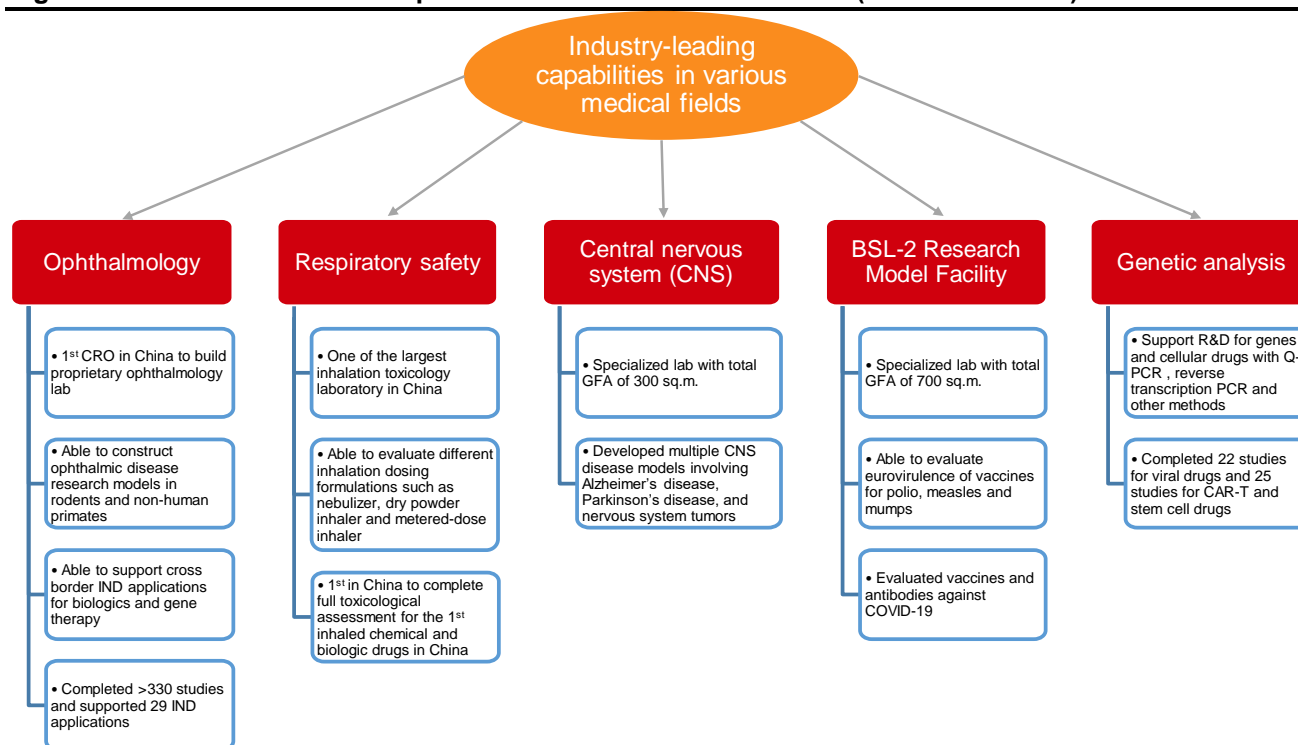 Industry-leading
capabilities in various
medical fields
Ophthalmology
• 1st CRO in China to build
proprietary ophthalmology
lab
• Able to construct
ophthalmic disease
research models in
rodents and non-human
primates
• Able to support cross
border IND applications
for biologics and gene
therapy
• Completed >330 studies
and supported 29 IND
applications
Respiratory safety
• One of the largest
inhalation toxicology
laboratory in China
• Able to evaluate different
inhalation dosing
formulations such as
nebulizer, dry powder
inhaler and metered-dose
inhaler
• 1st in China to complete
full toxicological
assessment for the 1st
inhaled chemical and
biologic drugs in China
Central nervous
system (CNS)
• Specialized lab with total
GFA of 300 sq.m.
• Developed multiple CNS
disease models involving
Alzheimer’s disease,
Parkinson’s disease, and
nervous system tumors
BSL-2 Research
Model Facility
• Specialized lab with total
GFA of 700 sq.m.
• Able to evaluate
eurovirulence of vaccines
for polio, measles and
mumps
• Evaluated vaccines and
antibodies against
COVID-19
Genetic analysis
• Support R&D for genes
and cellular drugs with Q-
PCR , reverse
transcription PCR and
other methods
• Completed 22 studies
for viral drugs and 25
studies for CAR-T and
stem cell drugs